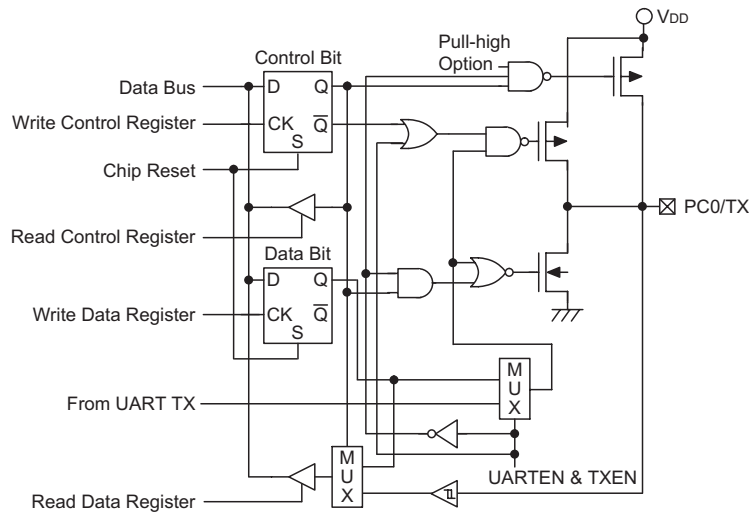 VDD
Pull-high
Option
Control Bit
Data Bus
D
Q
Write Control Register
CK
Q
S
Chip Reset
PC0/TX
Read Control Register
Data Bit
D
Q
Write Data Register
CK
Q
S
M
U
X
From UART TX
M
U
X
UARTEN & TXEN
Read Data Register